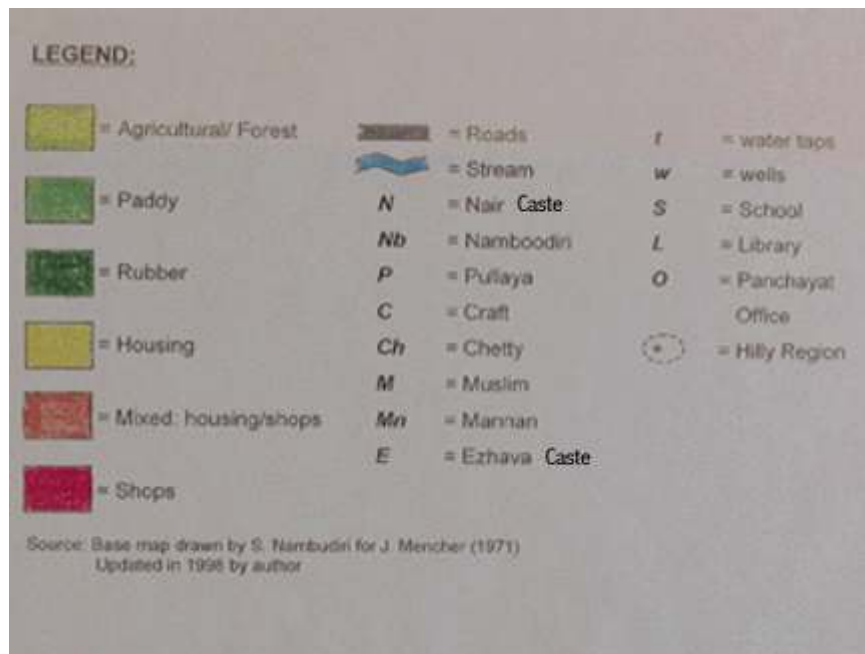 LEGEND:
= Agricultural/ Forest
= Paddy
= Rubber
= Housing
= Mixed: housing/shops
= Shops
= Roads
= Stream
N = Nair Caste
Nb = Namboodiri
P = Pullaya
C = Craft
Ch = Chetty
M = Muslim
Mn = Mannan
E = Ezhava Caste
t = water taps
w = wells
S = School
L = Library
O = Panchayat
Office
= Hilly Region
Source: Base map drawn by S. Nambudiri for J. Mencher (1971)
Updated in 1998 by author